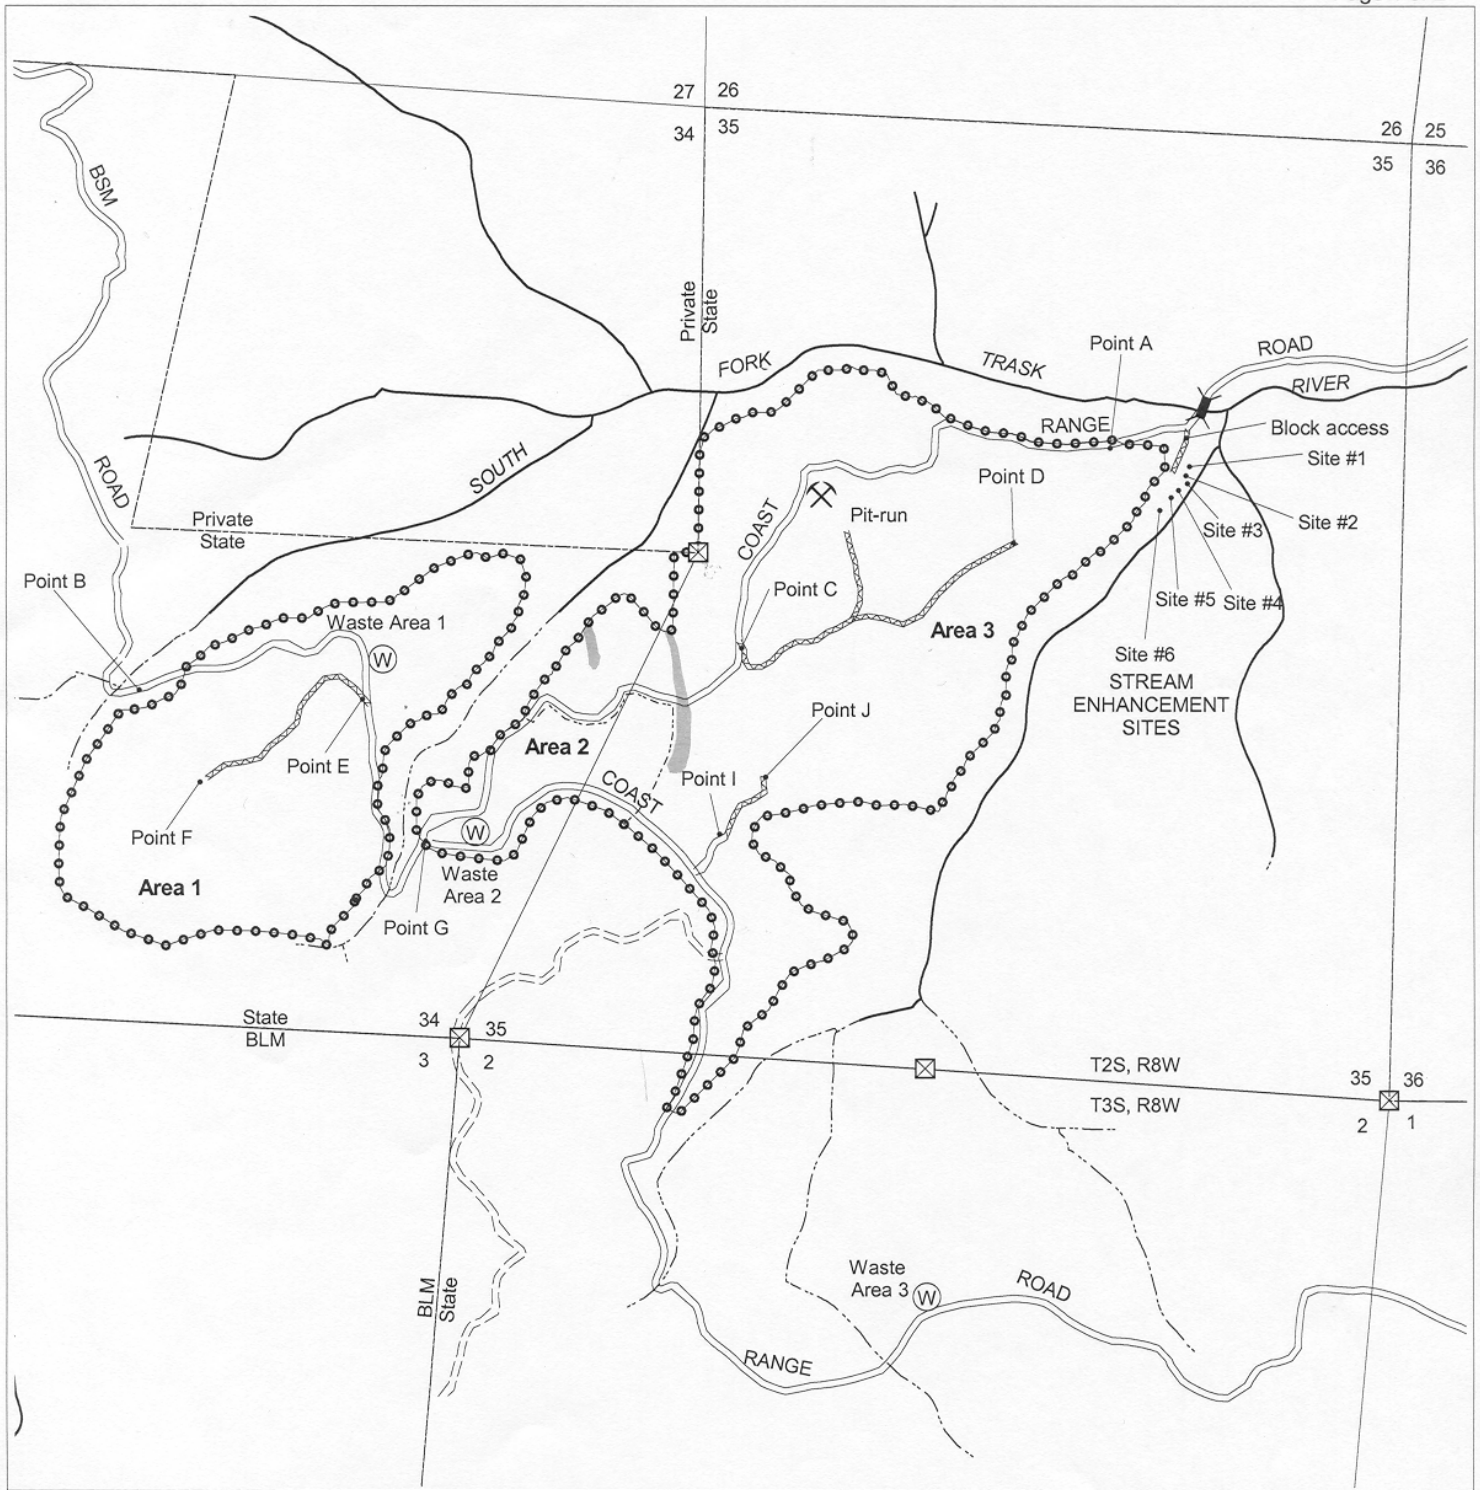 27 26
34 35
26 25
35 36
BSM
ROAD
Private
State
FORK
TRASK
Point A
ROAD
RIVER
RANGE
Block access
Site #1
Site #2
Site #3
Site #4
Site #5
Site #6
STREAM
ENHANCEMENT
SITES
SOUTH
Point D
Pit-run
COAST
Private
State
Point B
Point C
Area 3
Waste Area 1
W
Point J
Area 2
Point E
Point I
COAST
Point F
W
Waste
Area 2
Area 1
Point G
State
BLM
34 35
3 2
T2S, R8W
T3S, R8W
35 36
2 1
BLM
State
Waste
Area 3
W
ROAD
RANGE